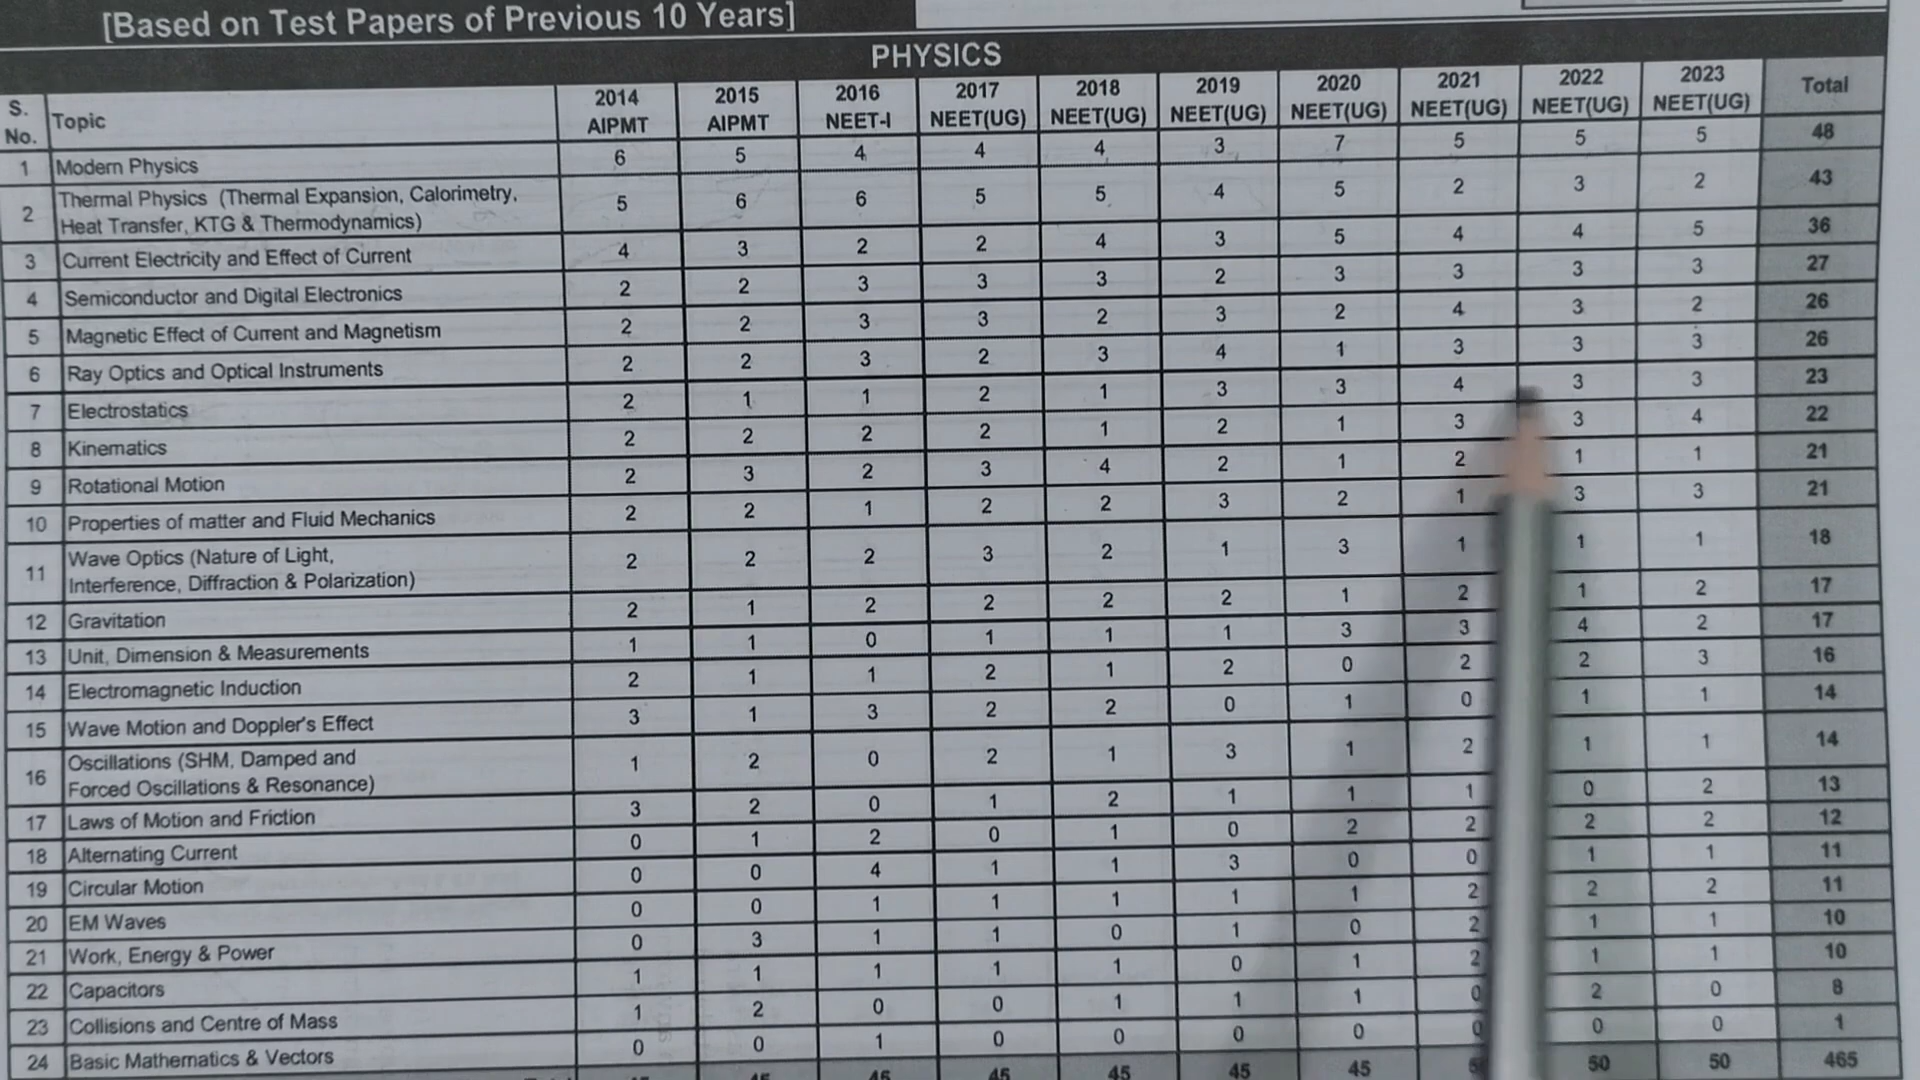 [Based on Test Papers of Previous 10 Years]
PHYSICS
S. No. Topic 2014 AIPMT 2015 AIPMT 2016 NEET-I 2017 NEET(UG) 2018 NEET(UG) 2019 NEET(UG) 2020 NEET(UG) 2021 NEET(UG) 2022 NEET(UG) 2023 NEET(UG) Total
1 Modern Physics 6 5 4 4 4 3 7 5 5 5 48
2 Thermal Physics (Thermal Expansion, Calorimetry,
Heat Transfer, KTG & Thermodynamics) 5 6 6 5 5 4 5 2 3 2 43
3 Current Electricity and Effect of Current 4 3 2 2 4 3 5 4 4 5 36
4 Semiconductor and Digital Electronics 2 2 3 3 3 2 3 3 3 3 27
5 Magnetic Effect of Current and Magnetism 2 2 3 3 2 3 2 4 3 2 26
6 Ray Optics and Optical Instruments 2 2 3 2 3 4 1 3 3 3 26
7 Electrostatics 2 1 1 2 1 3 3 4 3 3 23
8 Kinematics 2 2 2 2 1 2 1 3 3 4 22
9 Rotational Motion 2 3 2 3 4 2 1 2 1 1 21
10 Properties of matter and Fluid Mechanics 2 2 1 2 2 3 2 1 3 3 21
11 Wave Optics (Nature of Light,
Interference, Diffraction & Polarization) 2 2 2 3 2 1 3 1 1 1 18
12 Gravitation 2 1 2 2 2 2 1 2 1 2 17
13 Unit, Dimension & Measurements 1 1 0 1 1 1 3 3 4 2 17
14 Electromagnetic Induction 2 1 1 2 1 2 0 2 2 3 16
15 Wave Motion and Doppler's Effect 3 1 3 2 2 0 1 0 1 1 14
16 Oscillations (SHM, Damped and
Forced Oscillations & Resonance) 1 2 0 2 1 3 1 2 1 1 14
17 Laws of Motion and Friction 3 2 0 1 2 1 1 1 0 2 13
18 Alternating Current 0 1 2 0 1 0 2 2 2 2 12
19 Circular Motion 0 0 4 1 1 3 0 0 1 1 11
20 EM Waves 0 0 1 1 1 1 1 2 2 2 11
21 Work, Energy & Power 0 3 1 1 0 1 0 2 1 1 10
22 Capacitors 1 1 1 1 1 0 1 2 1 1 10
23 Collisions and Centre of Mass 1 2 0 0 1 1 1 0 2 0 8
24 Basic Mathematics & Vectors 0 0 1 0 0 0 0 0 0 0 1
45 45 45 45 45 50 50 465